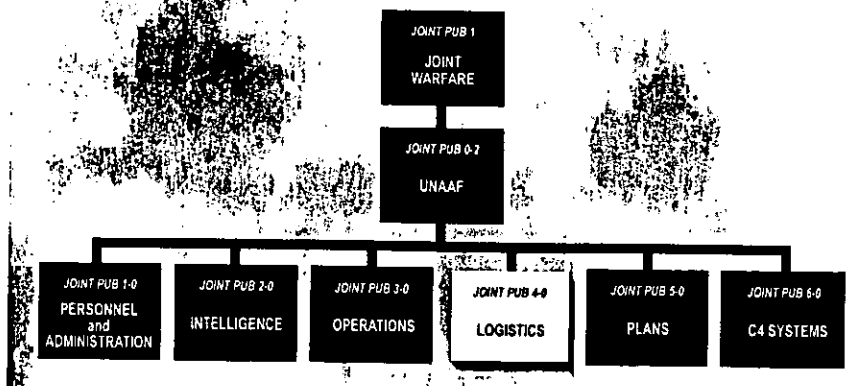 JOINT PUB 1
JOINT
WARFARE
JOINT PUB 0-2
UNAAF
JOINT PUB 1-0
PERSONNEL
and
ADMINISTRATION
JOINT PUB 2-0
INTELLIGENCE
JOINT PUB 3-0
OPERATIONS
JOINT PUB 4-0
LOGISTICS
JOINT PUB 5-0
PLANS
JOINT PUB 6-0
C4 SYSTEMS